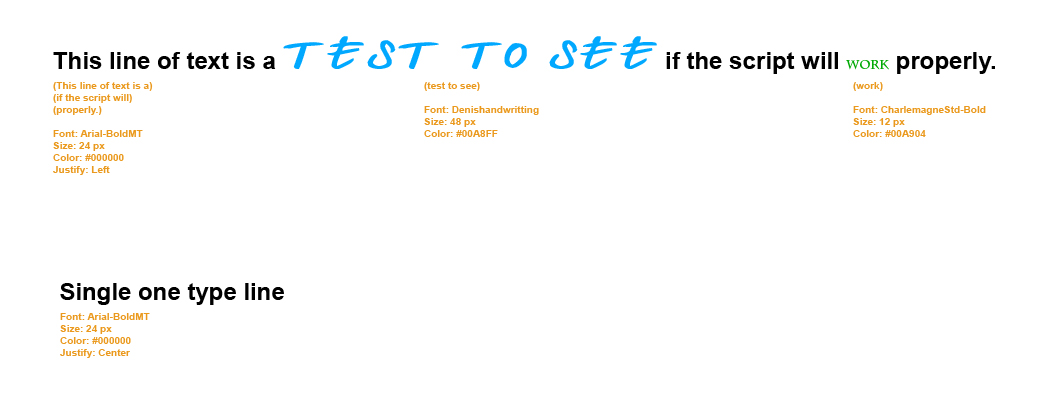 This line of text is a TEST TO SEE if the script will WORK properly.
(This line of text is a)
(if the script will)
(properly.)
Font: Arial-BoldMT
Size: 24 px
Color: #000000
Justify: Left
(test to see)
Font: Denishandwritting
Size: 48 px
Color: #00A8FF
(work)
Font: CharlemagneStd-Bold
Size: 12 px
Color: #00A904
Single one type line
Font: Arial-BoldMT
Size: 24 px
Color: #000000
Justify: Center